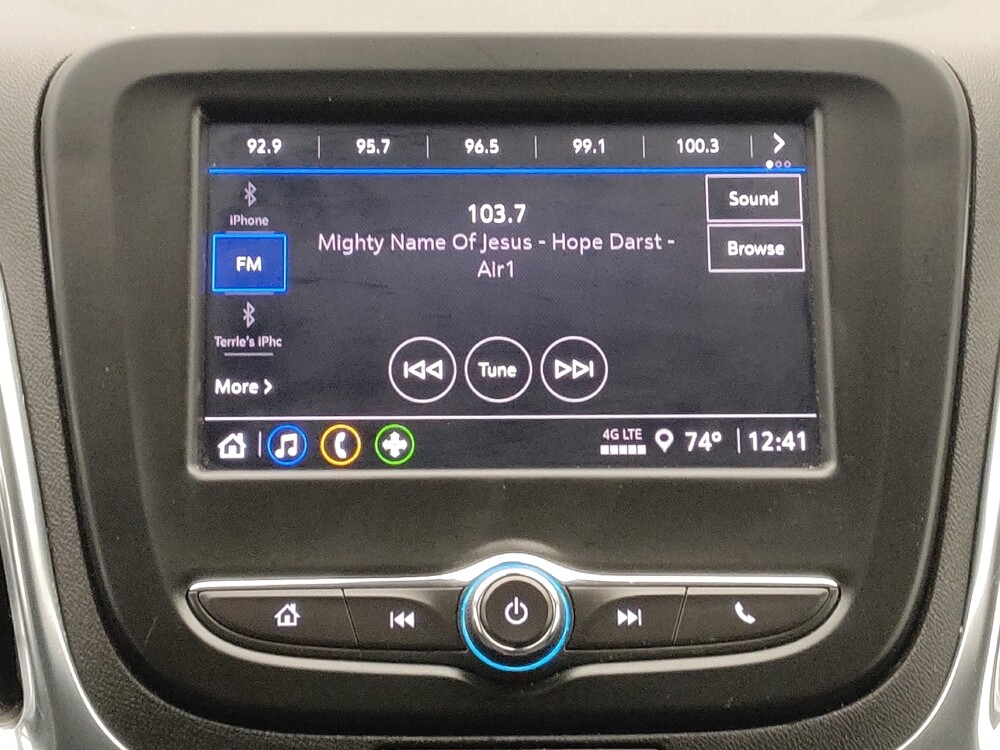 92.9 95.7 96.5 99.1 100.3
iPhone
FM
Terrle's iPhc
More
103.7
Mighty Name Of Jesus - Hope Darst -
Air1
Sound
Browse
Tune
4G LTE
74° 12:41